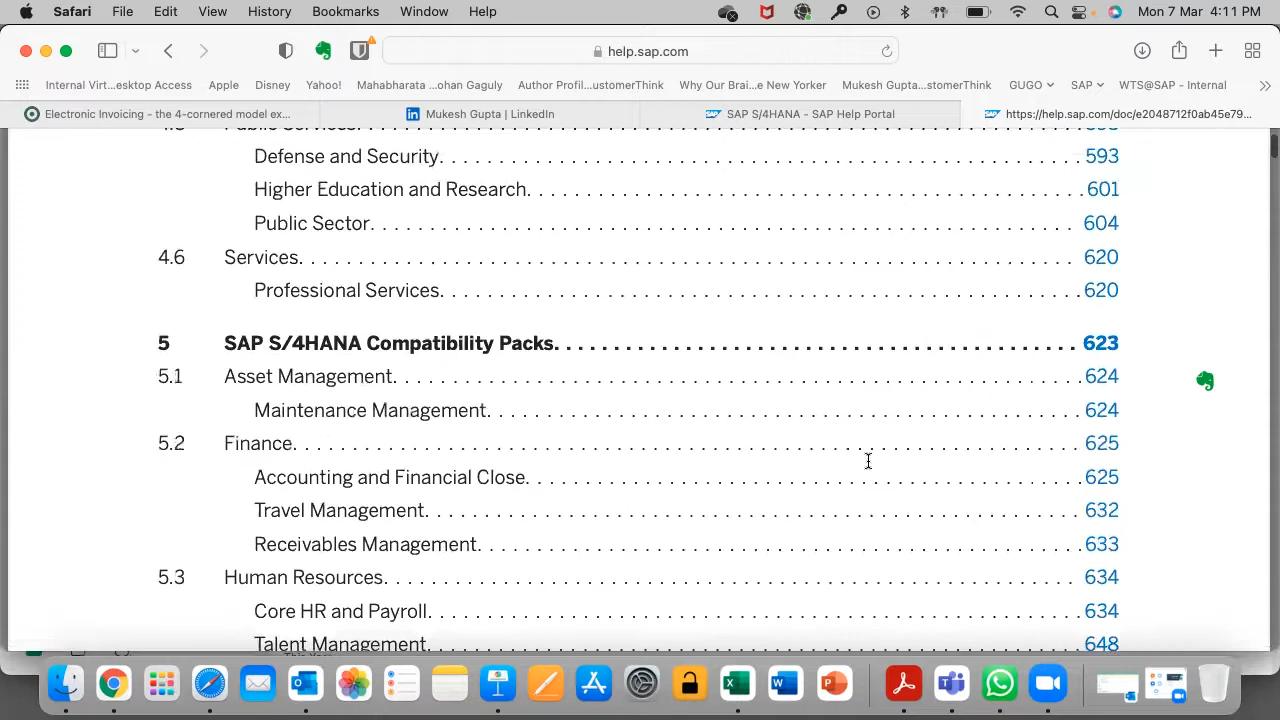 Safari File Edit View History Bookmarks Window Help Mon 7 Mar 4:11 PM
help.sap.com
Internal Virt...esktop Access Apple Disney Yahoo! Mahabharata ...ohan Gaguly Author Profil...ustomerThink Why Our Brai...e New Yorker Mukesh Gupta...stomerThink GUGO SAP WTS@SAP - Internal
Electronic Invoicing - the 4-cornered model ex... Mukesh Gupta | LinkedIn SAP S/4HANA - SAP Help Portal https://help.sap.com/doc/e2048712f0ab45e79...
Defense and Security. 593
Higher Education and Research. 601
Public Sector. 604
4.6 Services. 620
Professional Services. 620
5 SAP S/4HANA Compatibility Packs. 623
5.1 Asset Management. 624
Maintenance Management. 624
5.2 Finance. 625
Accounting and Financial Close. 625
Travel Management. 632
Receivables Management. 633
5.3 Human Resources. 634
Core HR and Payroll. 634
Talent Management. 648